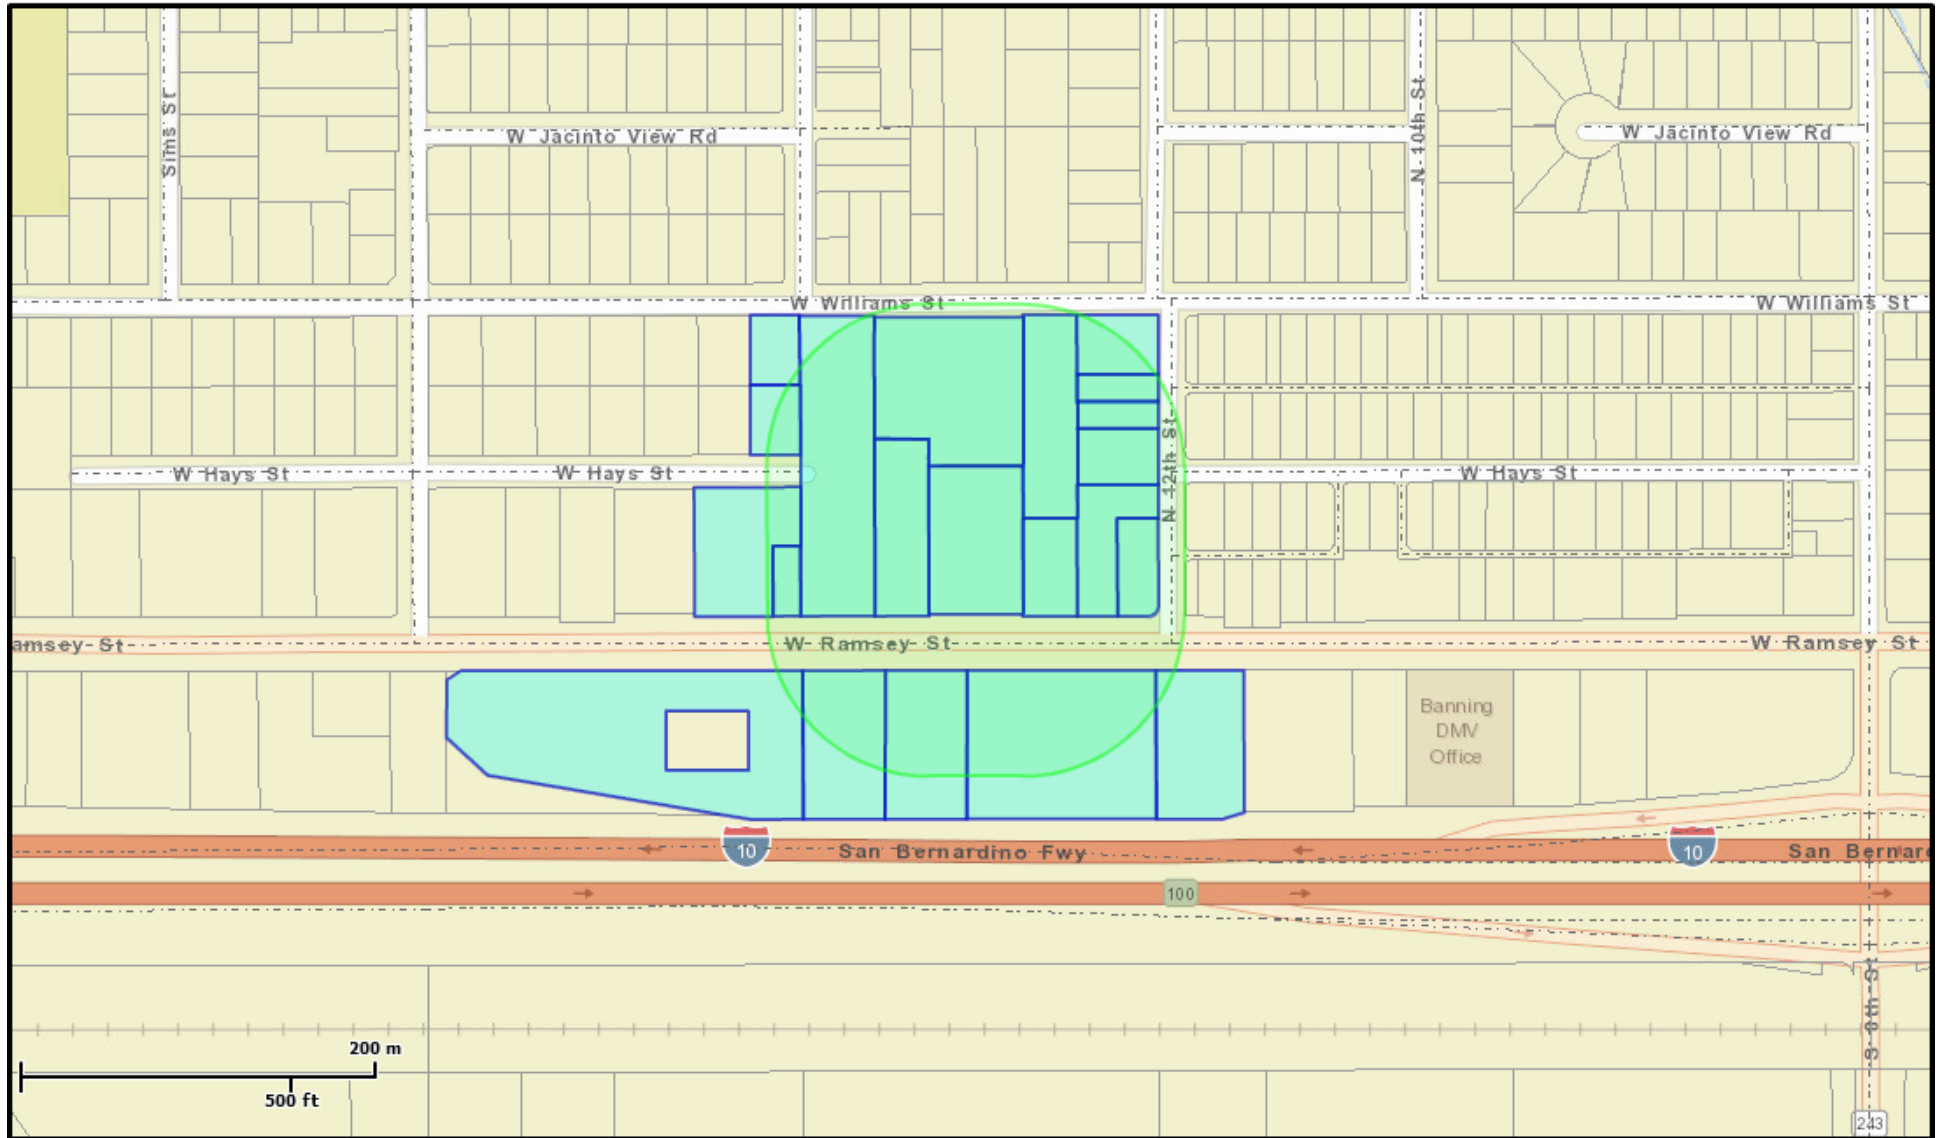 Sims St
W Jacinto View Rd
N 10th St
W Jacinto View Rd
W Williams St
W Williams St
W Hays St
W Hays St
N 12th St
W Hays St
amsey St
W Ramsey St
W Ramsey St
Banning
DMV
Office
10
San Bernardino Fwy
10
San Bernard
100
S 8th St
200 m
500 ft
243